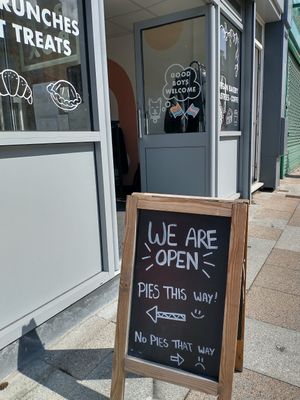 RUNCHES
T TREATS
GOOD
BOYS
WELCOME
WE ARE
OPEN
PIES THIS WAY!
NO PIES THAT WAY